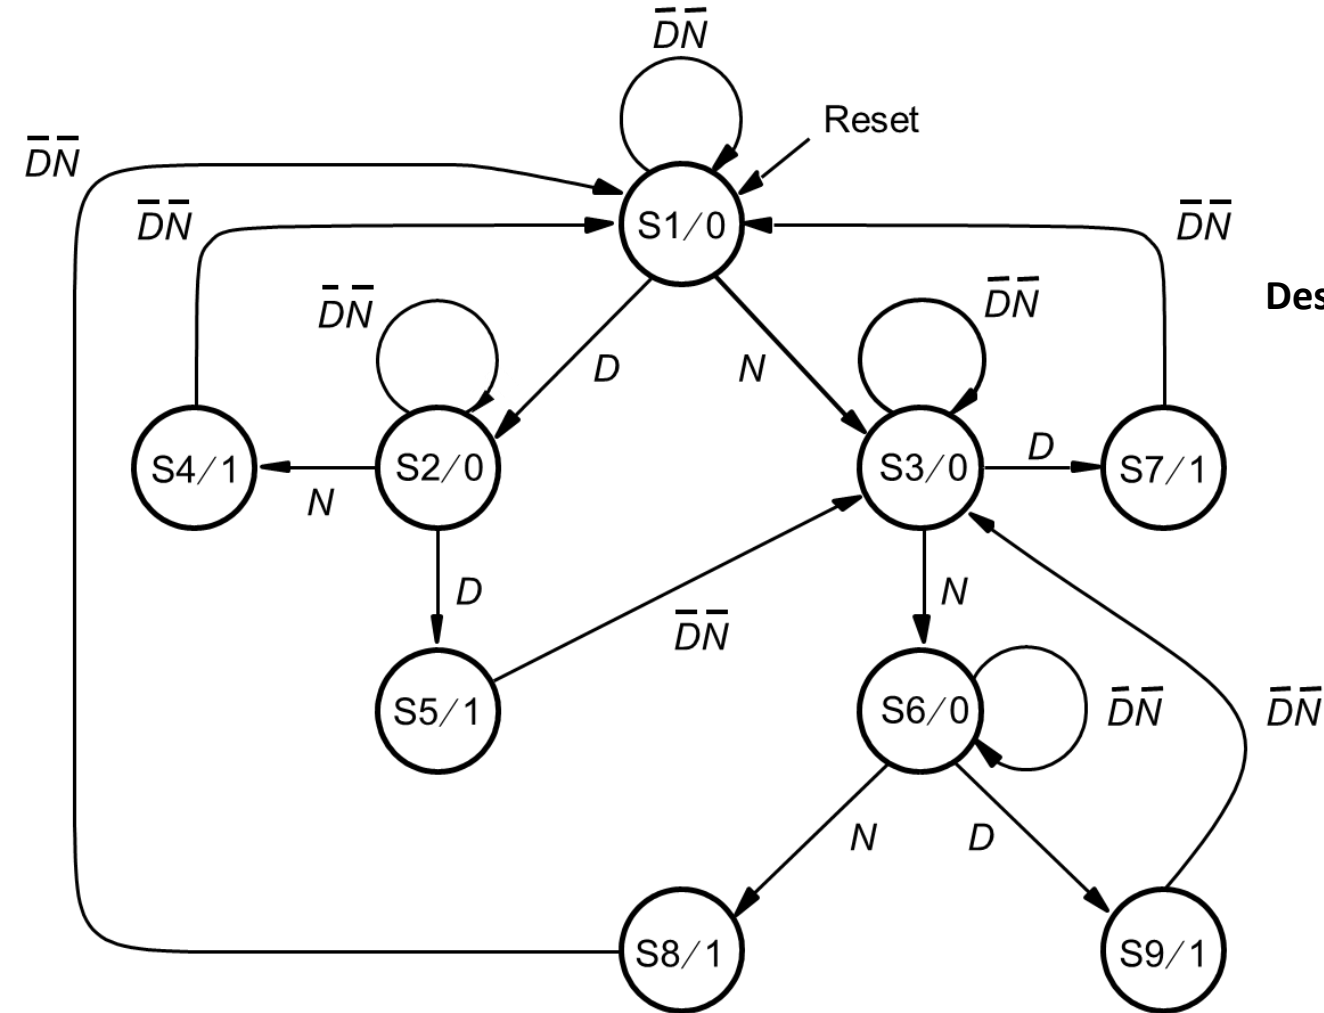 D̅N̅
Reset
D̅N̅
D̅N̅
S1/0
D̅N̅
D̅N̅
D̅N̅
Des
D
N
S4/1
N
S2/0
S3/0
D
S7/1
D
N
D̅N̅
S5/1
S6/0
D̅N̅
D̅N̅
N
D
S8/1
S9/1